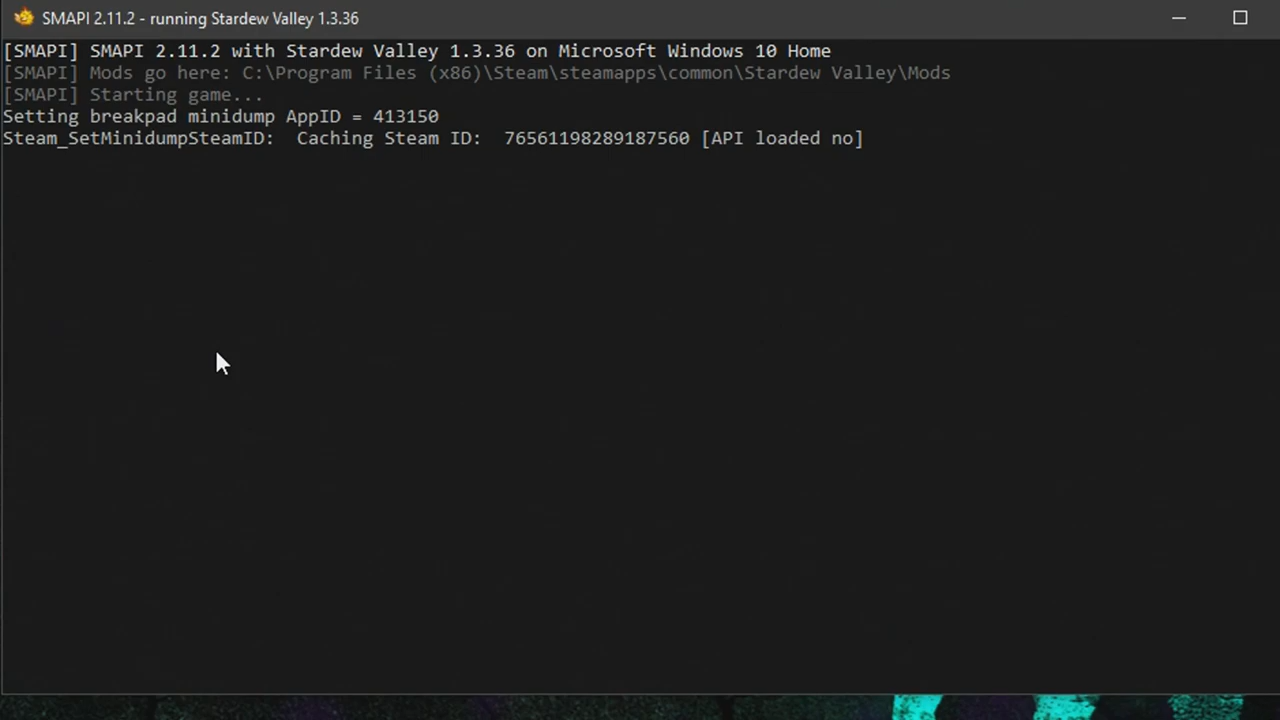 SMAPI 2.11.2 - running Stardew Valley 1.3.36
[SMAPI] SMAPI 2.11.2 with Stardew Valley 1.3.36 on Microsoft Windows 10 Home
[SMAPI] Mods go here: C:\Program Files (x86)\Steam\steamapps\common\Stardew Valley\Mods
[SMAPI] Starting game...
Setting breakpad minidump AppID = 413150
Steam_SetMinidumpSteamID:  Caching Steam ID:  76561198289187560 [API loaded no]